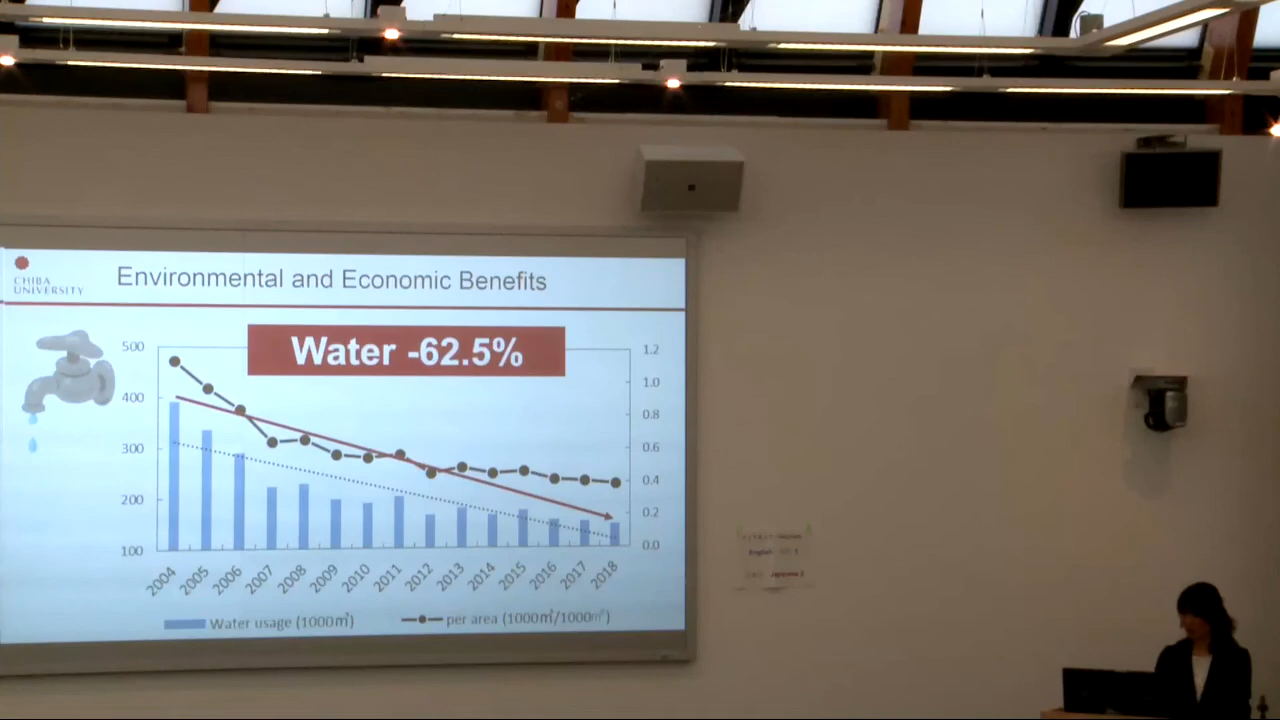 CHIBA
UNIVERSITY
Environmental and Economic Benefits
Water -62.5%
500
400
300
200
100
1.2
1.0
0.8
0.6
0.4
0.2
0.0
2004 2005 2006 2007 2008 2009 2010 2011 2012 2013 2014 2015 2016 2017 2018
Water usage (1000㎥)
per area (1000㎥/1000㎡)
English